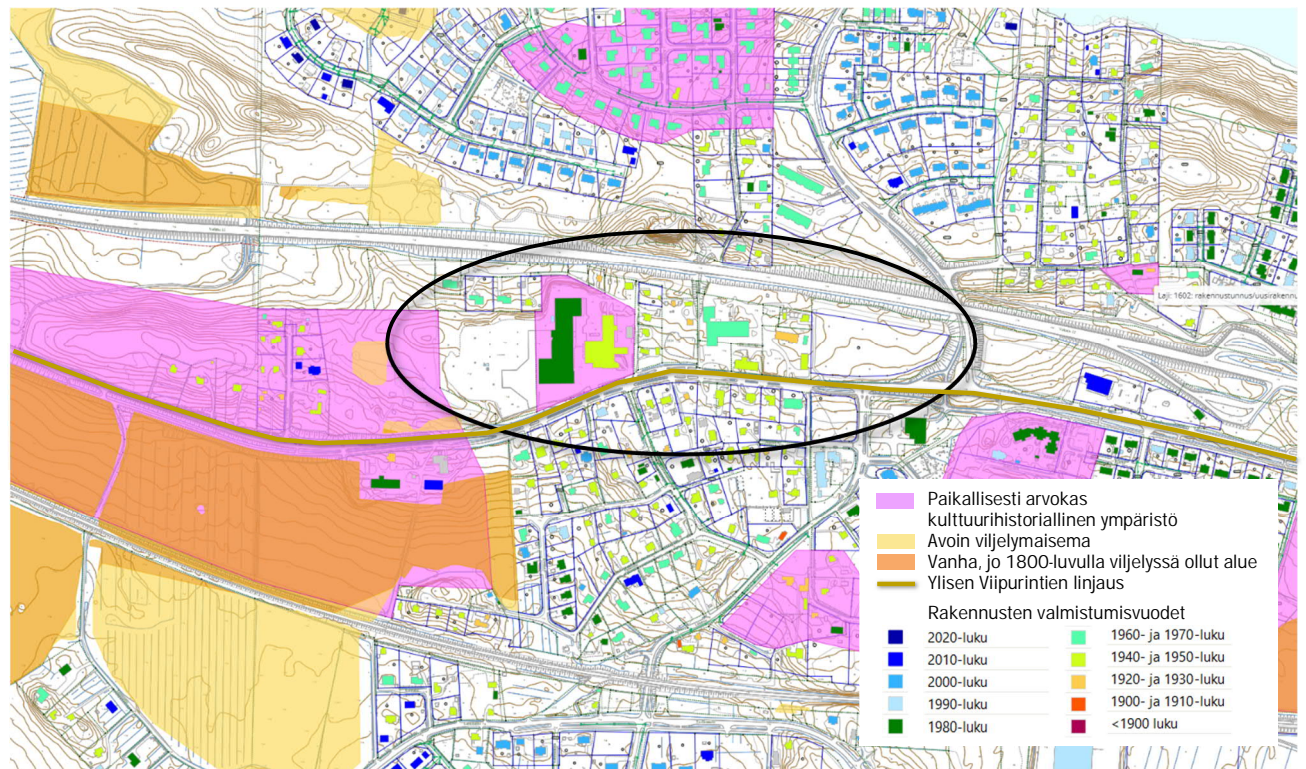 Laji: 1602: rakennustunnus/uusirakennu
Paikallisesti arvokas
kulttuurihistoriallinen ympäristö
Avoin viljelymaisema
Vanha, jo 1800-luvulla viljelyssä ollut alue
Ylisen Viipurintien linjaus
Rakennusten valmistumisvuodet
2020-luku
2010-luku
2000-luku
1990-luku
1980-luku
1960- ja 1970-luku
1940- ja 1950-luku
1920- ja 1930-luku
1900- ja 1910-luku
<1900 luku